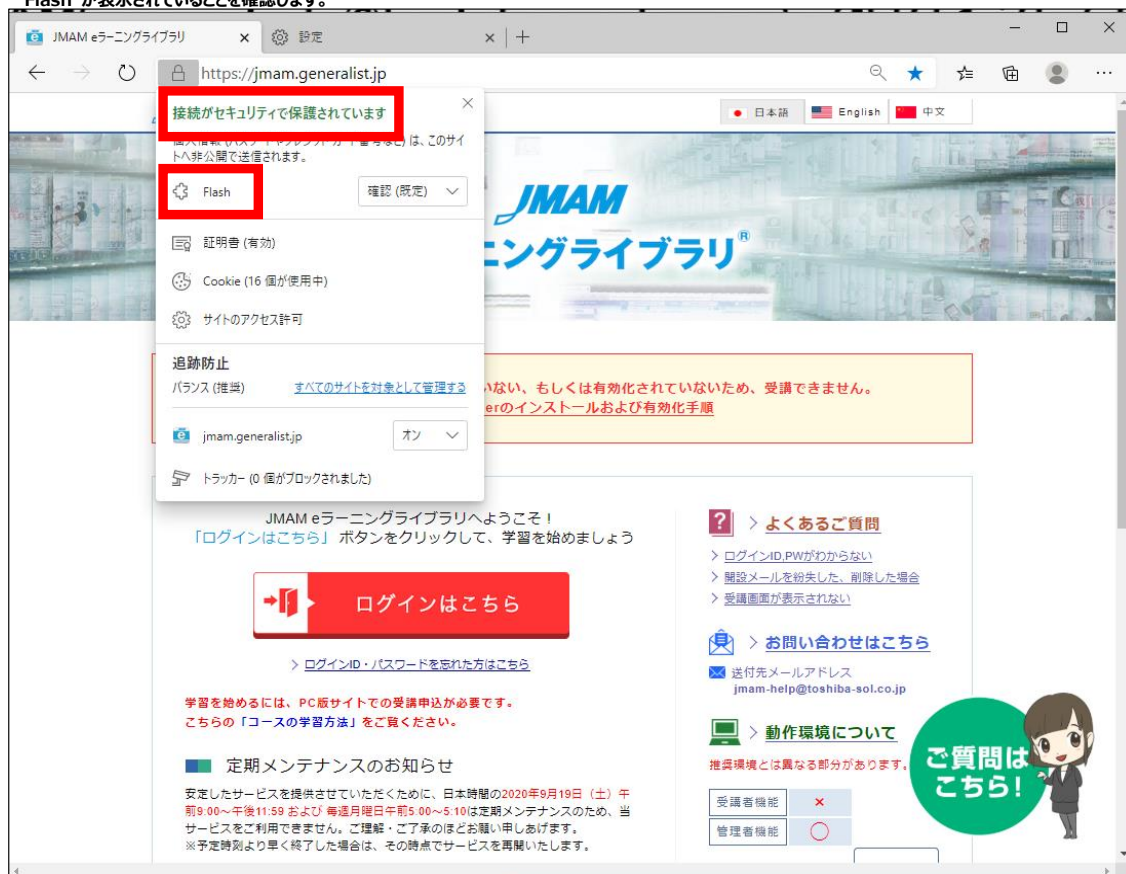 "Flash"が表示されていることを確認します。
JMAM eラーニングライブラリ
設定
https://jmam.generalist.jp
接続がセキュリティで保護されています
トへ非公開で送信されます。
Flash
確認 (既定)
証明書 (有効)
Cookie (16 個が使用中)
サイトのアクセス許可
追跡防止
バランス (推奨)
すべてのサイトを対象として管理する
jmam.generalist.jp
オン
トラッカー (0 個がブロックされました)
日本語
English
中文
JMAM
ニングライブラリ®
いない、もしくは有効化されていないため、受講できません。
erのインストールおよび有効化手順
JMAM eラーニングライブラリへようこそ！
「ログインはこちら」 ボタンをクリックして、学習を始めましょう
ログインはこちら
> ログインID・パスワードを忘れた方はこちら
学習を始めるには、PC版サイトでの受講申込が必要です。
こちらの「コースの学習方法」をご覧ください。
定期メンテナンスのお知らせ
安定したサービスを提供させていただくために、日本時間の2020年9月19日（土）午
前9:00～午後11:59 および 毎週月曜日午前5:00～5:10は定期メンテナンスのため、当
サービスをご利用できません。ご理解・ご了承のほどお願い申しあげます。
※予定時刻より早く終了した場合は、その時点でサービスを再開いたします。
> よくあるご質問
> ログインID,PWがわからない
> 開設メールを紛失した、削除した場合
> 受講画面が表示されない
> お問い合わせはこちら
送付先メールアドレス
jmam-help@toshiba-sol.co.jp
> 動作環境について
推奨環境とは異なる部分があります。
受講者機能 ×
管理者機能 ○
ご質問は
こちら!